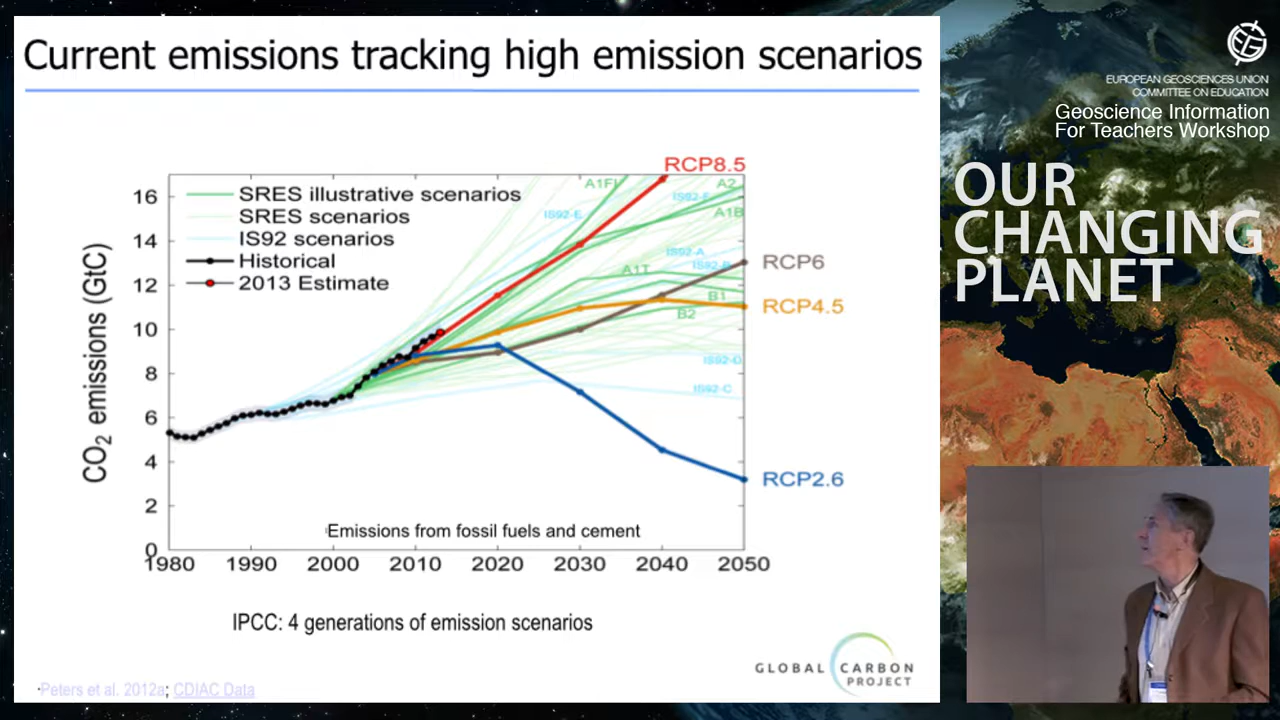 Current emissions tracking high emission scenarios
EUROPEAN GEOSCIENCES UNION
COMMITTEE ON EDUCATION
Geoscience Information
For Teachers Workshop
OUR
CHANGING
PLANET
RCP8.5
16
SRES illustrative scenarios
A1FI
A2
SRES scenarios
IS92-E
IS92-F
A1B
14
IS92 scenarios
Historical
IS92-A
RCP6
12
2013 Estimate
A1T
IS92-B
B1
RCP4.5
B2
10
8
IS92-D
IS92-C
6
4
RCP2.6
2
0
CO2 emissions (GtC)
Emissions from fossil fuels and cement
1980 1990 2000 2010 2020 2030 2040 2050
IPCC: 4 generations of emission scenarios
GLOBAL CARBON
PROJECT
Peters et al. 2012a; CDIAC Data